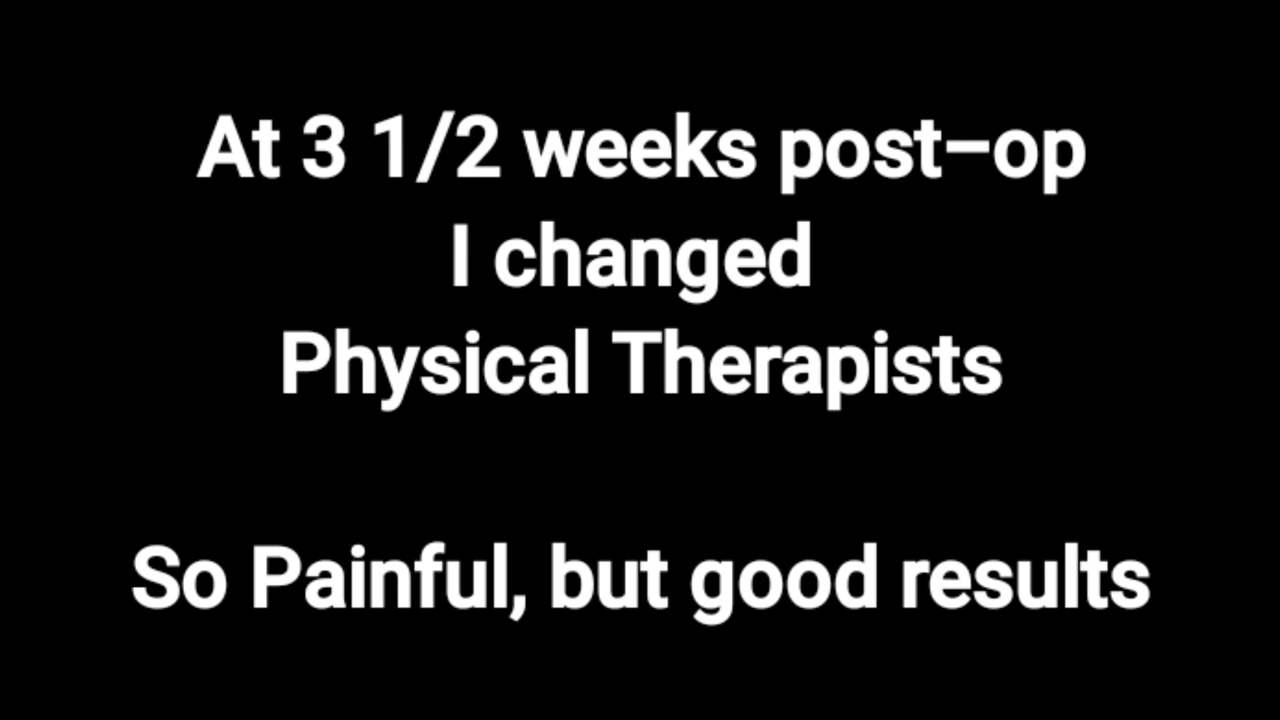 At 3 1/2 weeks post-op
I changed
Physical Therapists
So Painful, but good results